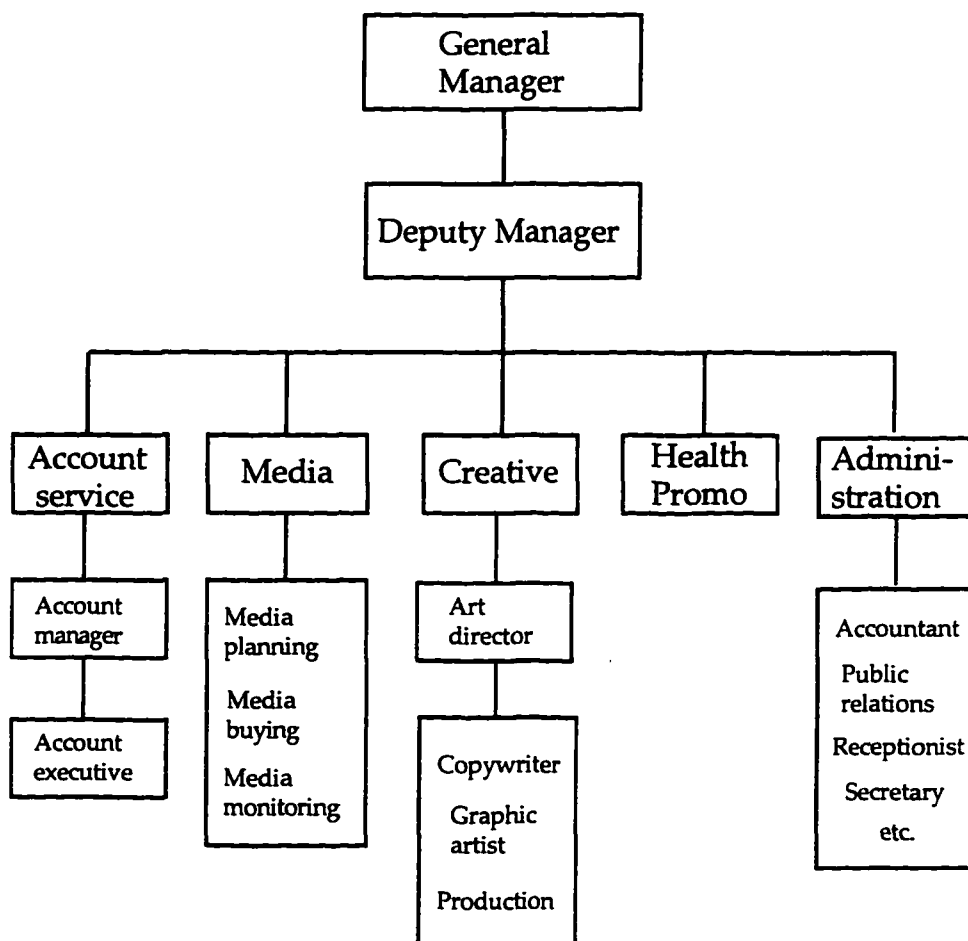 General
Manager
Deputy Manager
Account
service
Media
Creative
Health
Promo
Admini-
stration
Account
manager
Account
executive
Media
planning
Media
buying
Media
monitoring
Art
director
Copywriter
Graphic
artist
Production
Accountant
Public
relations
Receptionist
Secretary
etc.